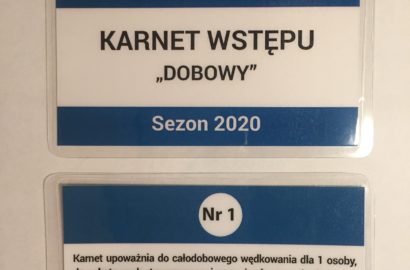 KARNET WSTĘPU
„DOBOWY”
Sezon 2020
Nr 1
Karnet upoważnia do całodobowego wędkowania dla 1 osoby,